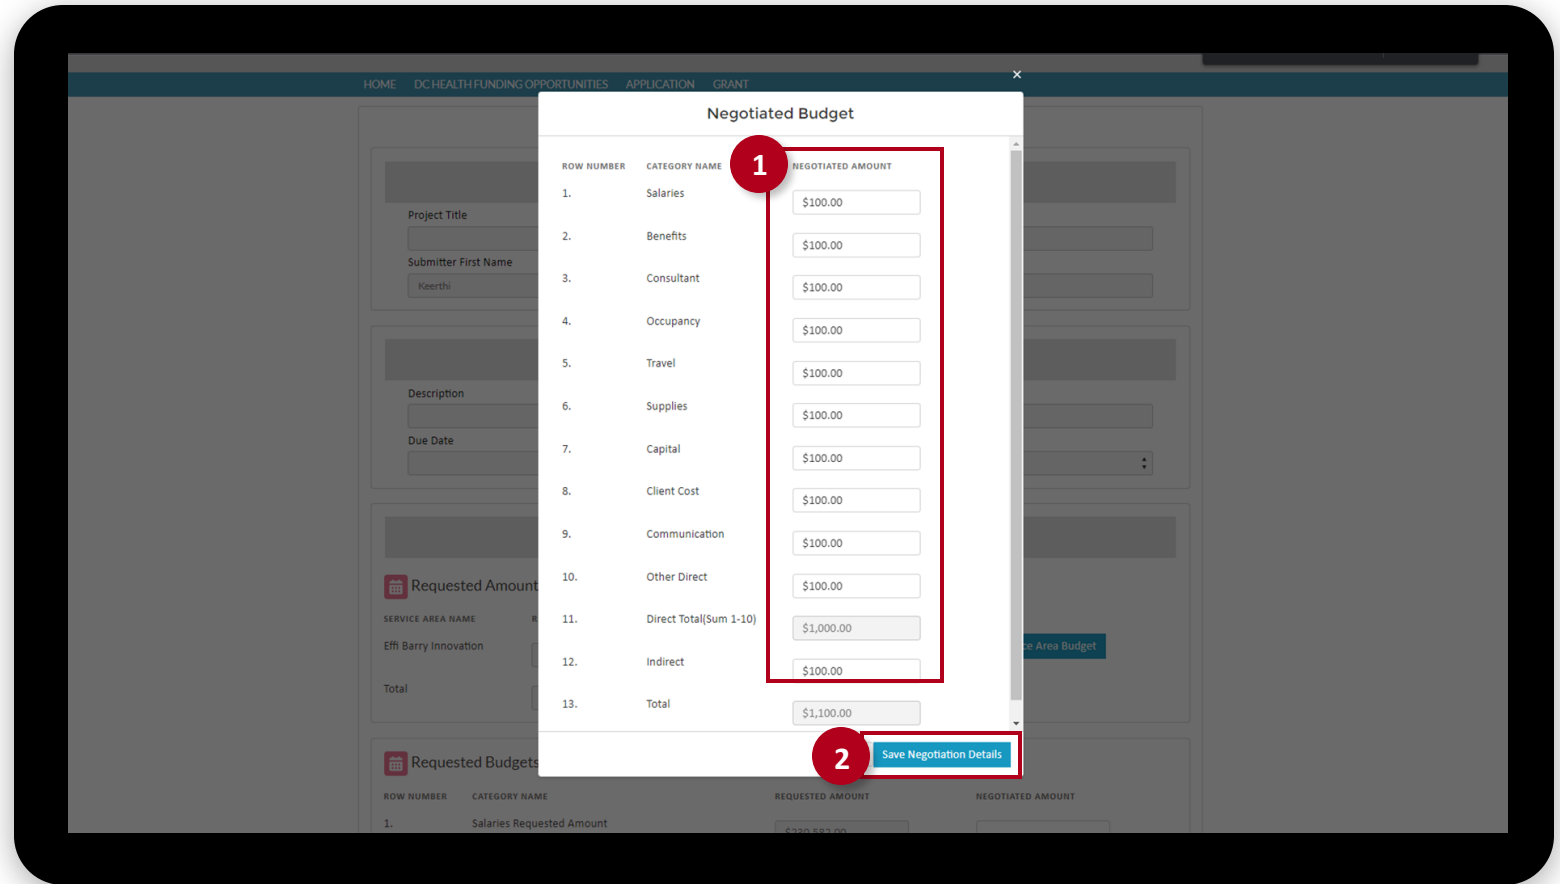 HOME DC HEALTH FUNDING OPPORTUNITIES APPLICATION GRANT
×
Negotiated Budget
1
ROW NUMBER CATEGORY NAME NEGOTIATED AMOUNT
1. Salaries $100.00
2. Benefits $100.00
3. Consultant $100.00
4. Occupancy $100.00
5. Travel $100.00
6. Supplies $100.00
7. Capital $100.00
8. Client Cost $100.00
9. Communication $100.00
10. Other Direct $100.00
11. Direct Total(Sum 1-10) $1,000.00
12. Indirect $100.00
13. Total $1,100.00
2
Save Negotiation Details
Project Title
Submitter First Name
Keerthi
Description
Due Date
Requested Amount
SERVICE AREA NAME
Effi Barry Innovation
Area Budget
Total
Requested Budgets
ROW NUMBER CATEGORY NAME REQUESTED AMOUNT NEGOTIATED AMOUNT
1. Salaries Requested Amount $230,582.00